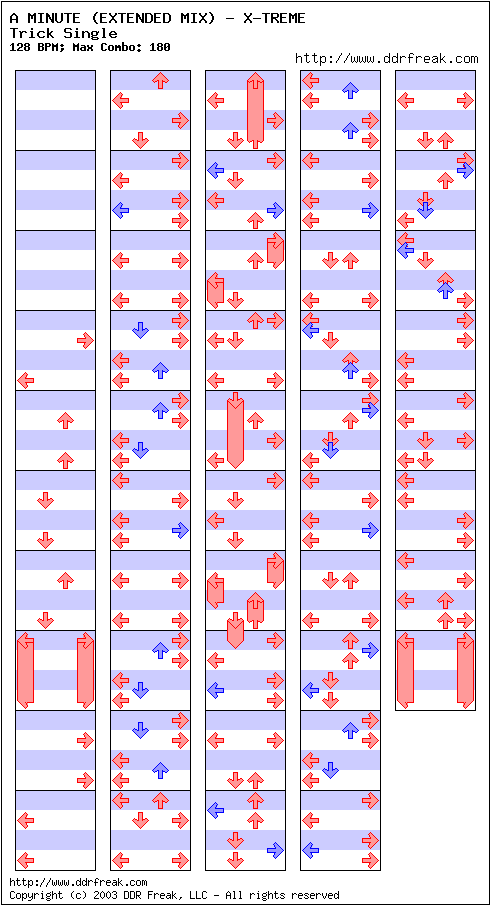 A MINUTE (EXTENDED MIX) - X-TREME
Trick Single
128 BPM; Max Combo: 180
http://www.ddrfreak.com
http://www.ddrfreak.com/
Copyright (c) 2003 DDR Freak, LLC - All rights reserved